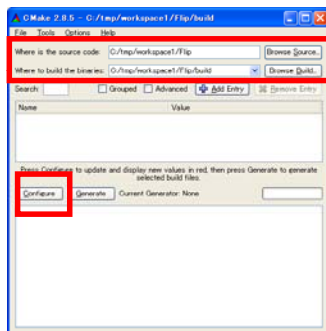 CMake 2.8.5 - C:/tmp/workspace1/Flip/build
File Tools Options Help
Where is the source code: C:/tmp/workspace1/Flip Browse Source...
Where to build the binaries: C:/tmp/workspace1/Flip/build Browse Build...
Search: Grouped Advanced Add Entry Remove Entry
Name Value
Press Configure to update and display new values in red, then press Generate to generate
selected build files.
Configure Generate Current Generator: None